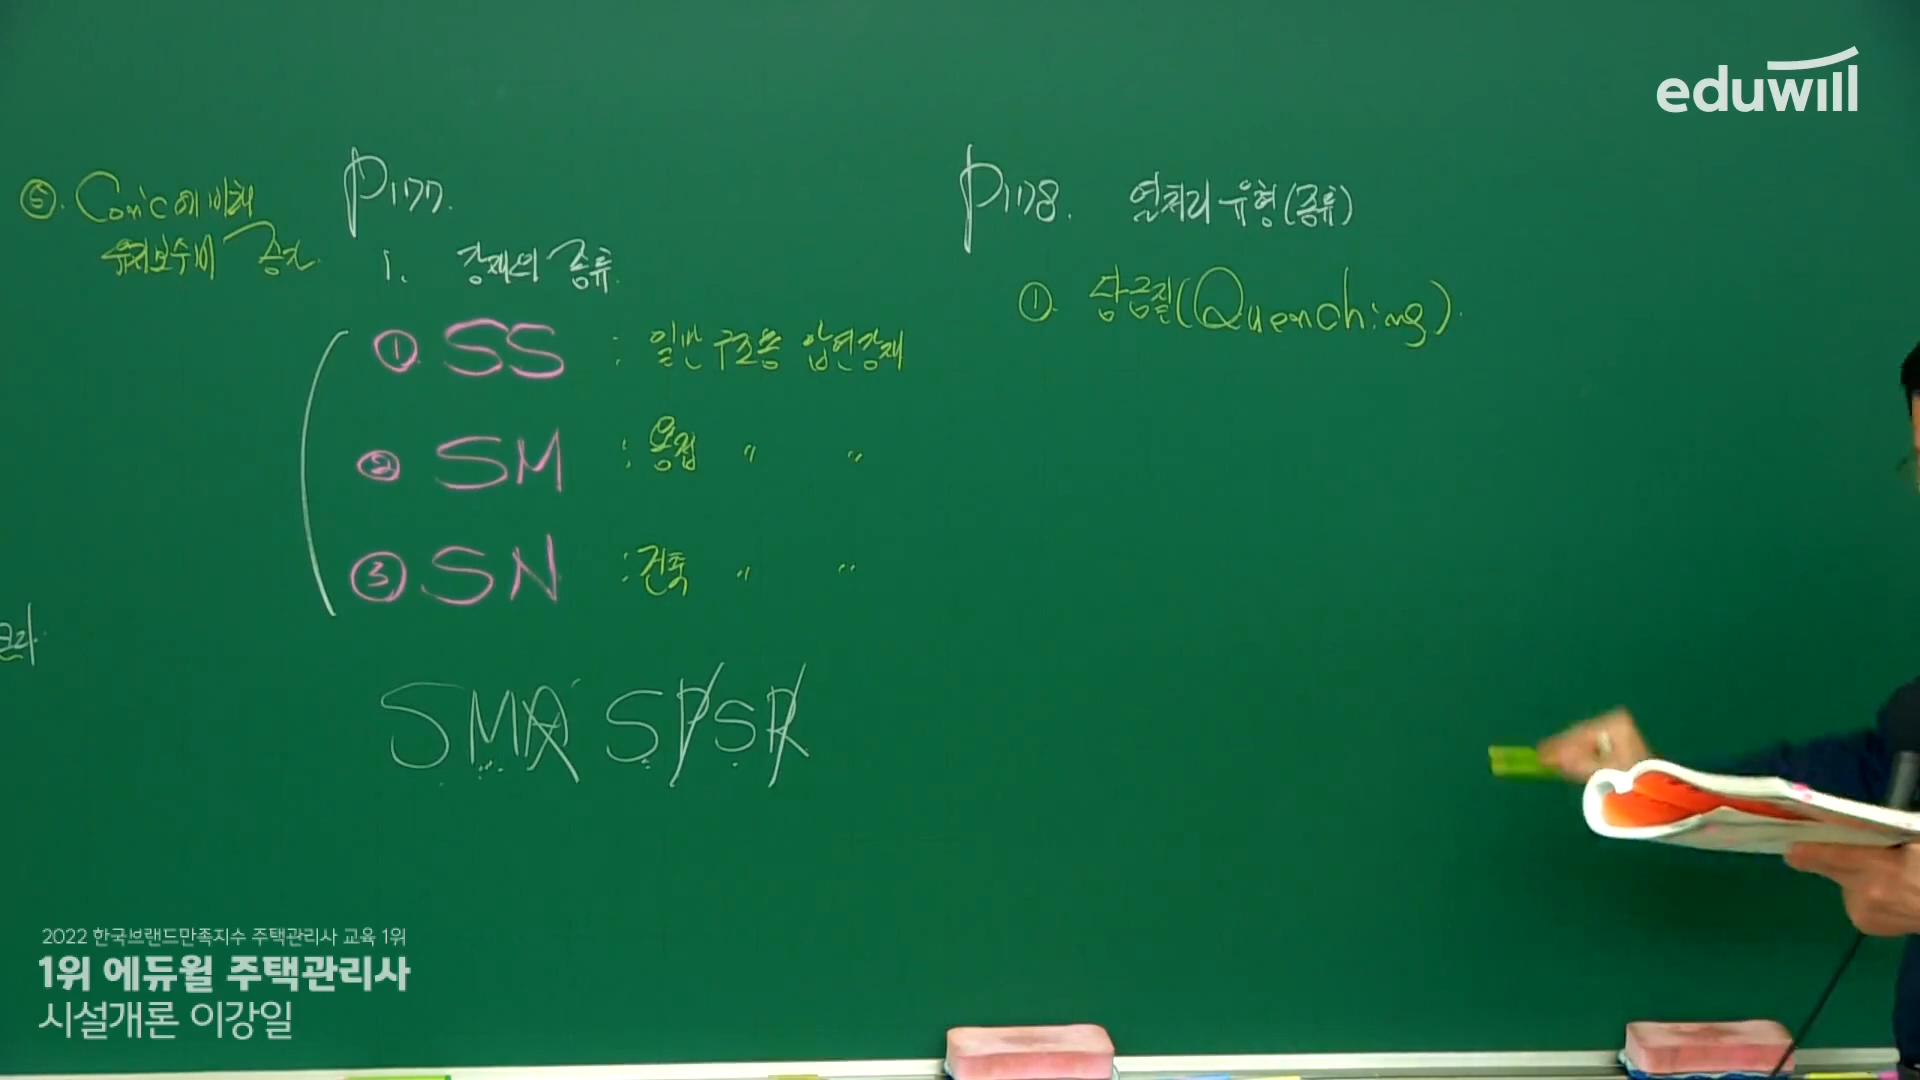 eduwill
⑤. Conc에 비해
유지보수비 증가.
P177.
1. 강재의 종류.
① SS : 일반 구조용 압연강재
② SM : 용접 〃 〃
③ SN : 건축 〃 〃
SMA SPSR
P178. 열처리 유형(종류)
①. 담금질(Quenching).
2022 한국브랜드만족지수 주택관리사 교육 1위
1위 에듀윌 주택관리사
시설개론 이강일